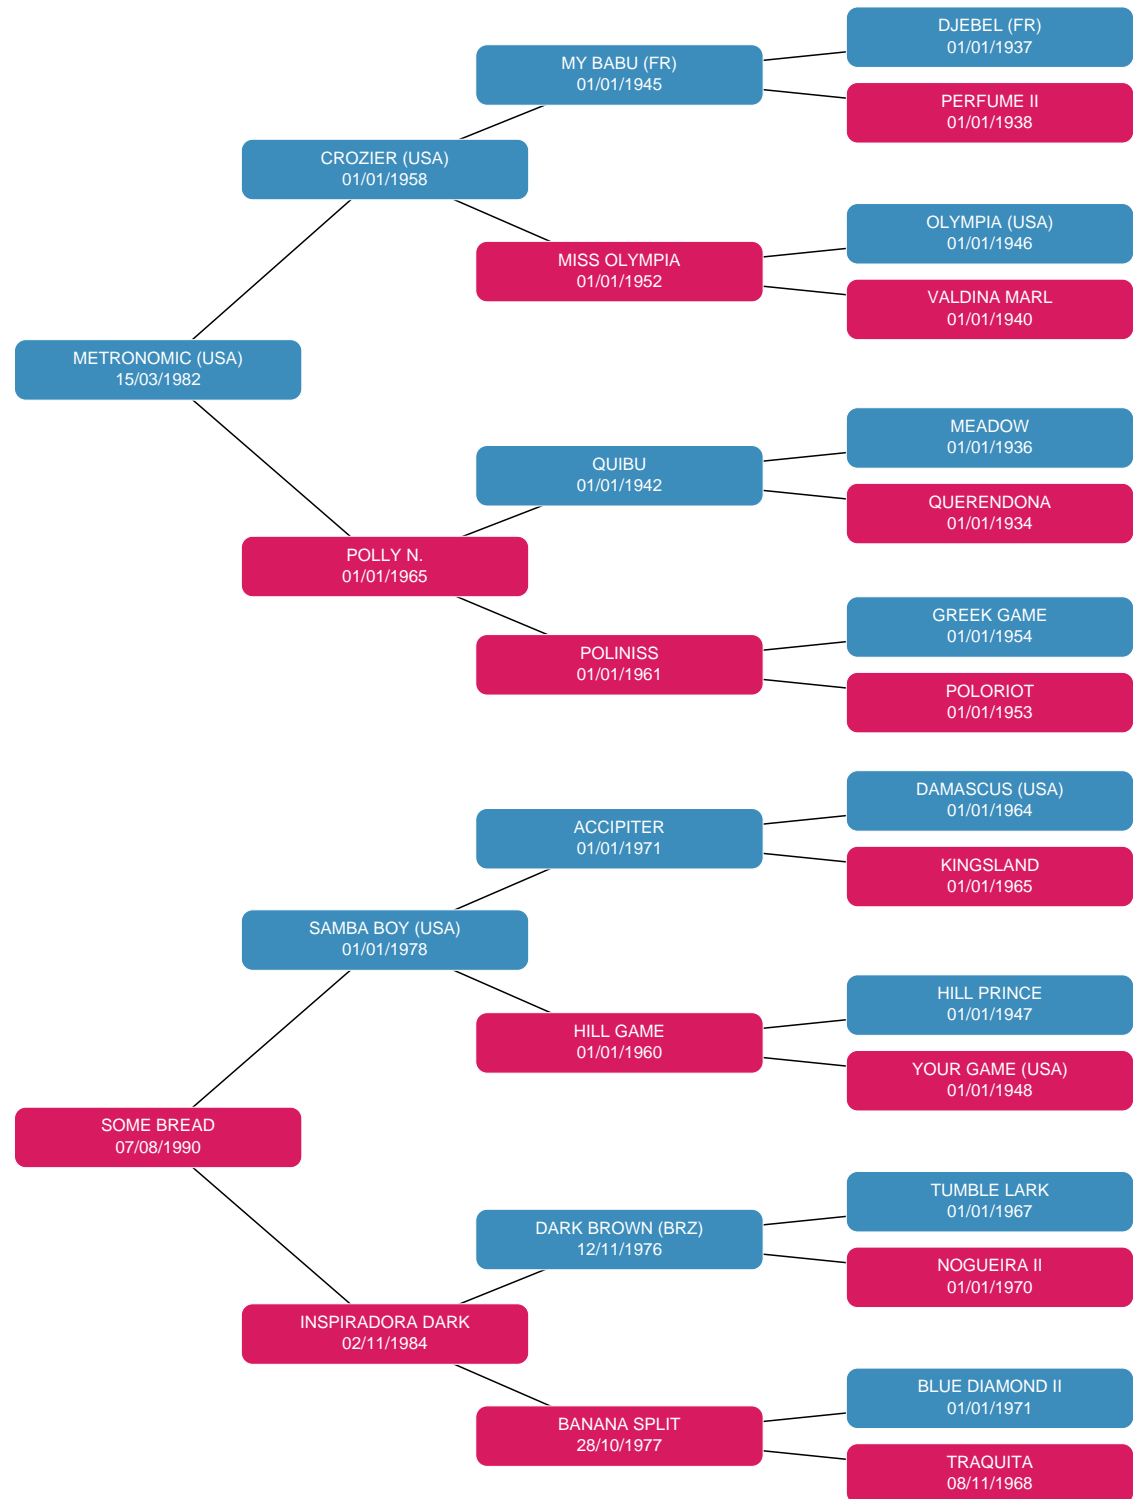 DJEBEL (FR)
01/01/1937
MY BABU (FR)
01/01/1945
PERFUME II
01/01/1938
CROZIER (USA)
01/01/1958
OLYMPIA (USA)
01/01/1946
MISS OLYMPIA
01/01/1952
VALDINA MARL
01/01/1940
METRONOMIC (USA)
15/03/1982
MEADOW
01/01/1936
QUIBU
01/01/1942
QUERENDONA
01/01/1934
POLLY N.
01/01/1965
GREEK GAME
01/01/1954
POLINISS
01/01/1961
POLORIOT
01/01/1953
DAMASCUS (USA)
01/01/1964
ACCIPITER
01/01/1971
KINGSLAND
01/01/1965
SAMBA BOY (USA)
01/01/1978
HILL PRINCE
01/01/1947
HILL GAME
01/01/1960
YOUR GAME (USA)
01/01/1948
SOME BREAD
07/08/1990
TUMBLE LARK
01/01/1967
DARK BROWN (BRZ)
12/11/1976
NOGUEIRA II
01/01/1970
INSPIRADORA DARK
02/11/1984
BLUE DIAMOND II
01/01/1971
BANANA SPLIT
28/10/1977
TRAQUITA
08/11/1968